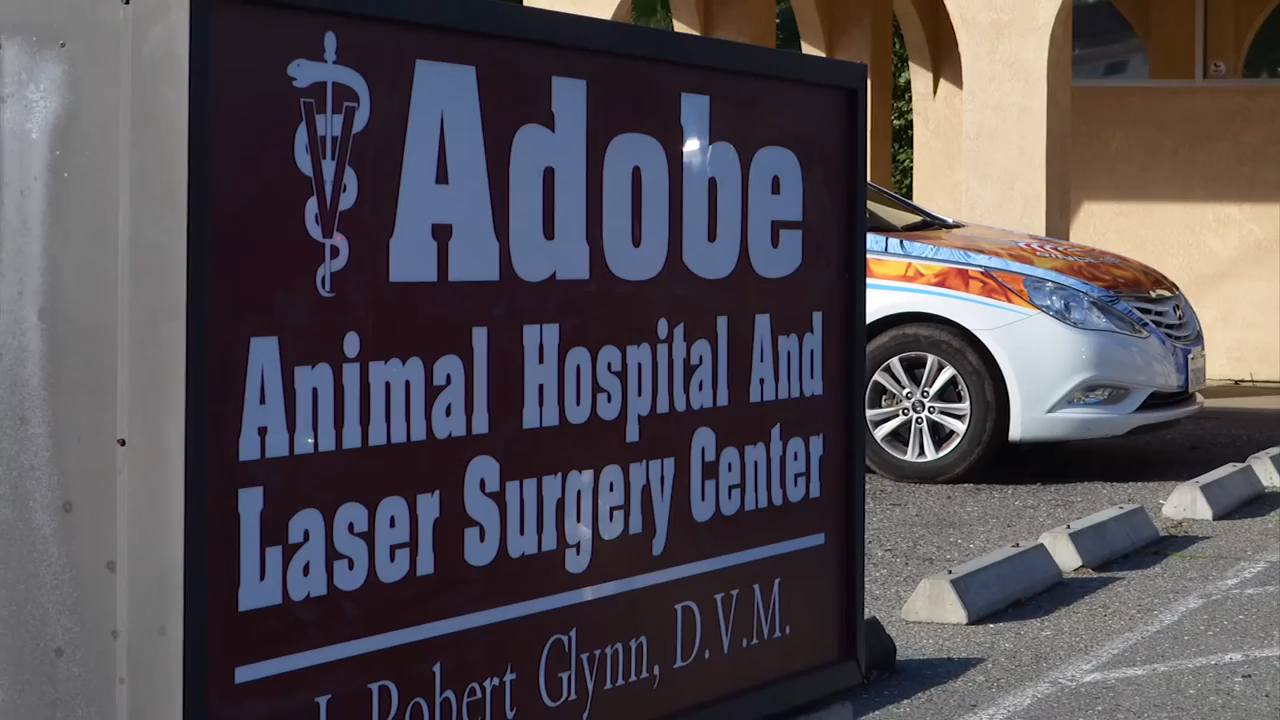 V
Adobe
Animal Hospital And
Laser Surgery Center
Robert Glynn, D.V.M.